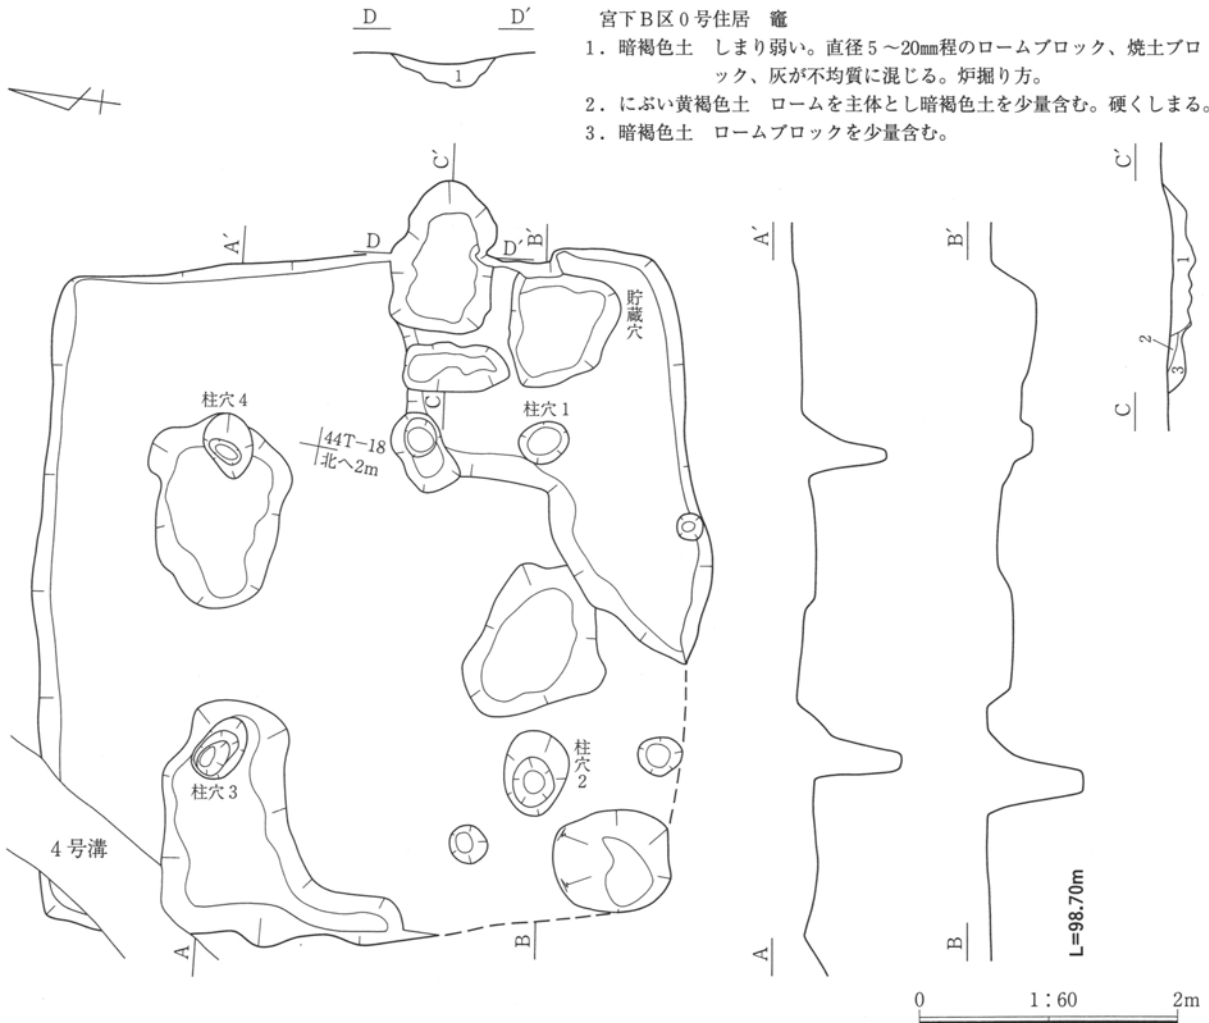 D D′
宮下B区0号住居 竈
1．暗褐色土 しまり弱い。直径5～20㎜程のロームブロック、焼土ブロ
ック、灰が不均質に混じる。炉掘り方。
2．にぶい黄褐色土 ロームを主体とし暗褐色土を少量含む。硬くしまる。
3．暗褐色土 ロームブロックを少量含む。
1
C′
C′
A′
D
D′
B′
A′
B′
貯蔵穴
1
2
3
C
C
柱穴4
柱穴1
44T−18
北へ2m
柱穴3
柱穴2
4号溝
A
B
A
B
L=98.70m
0 1：60 2m